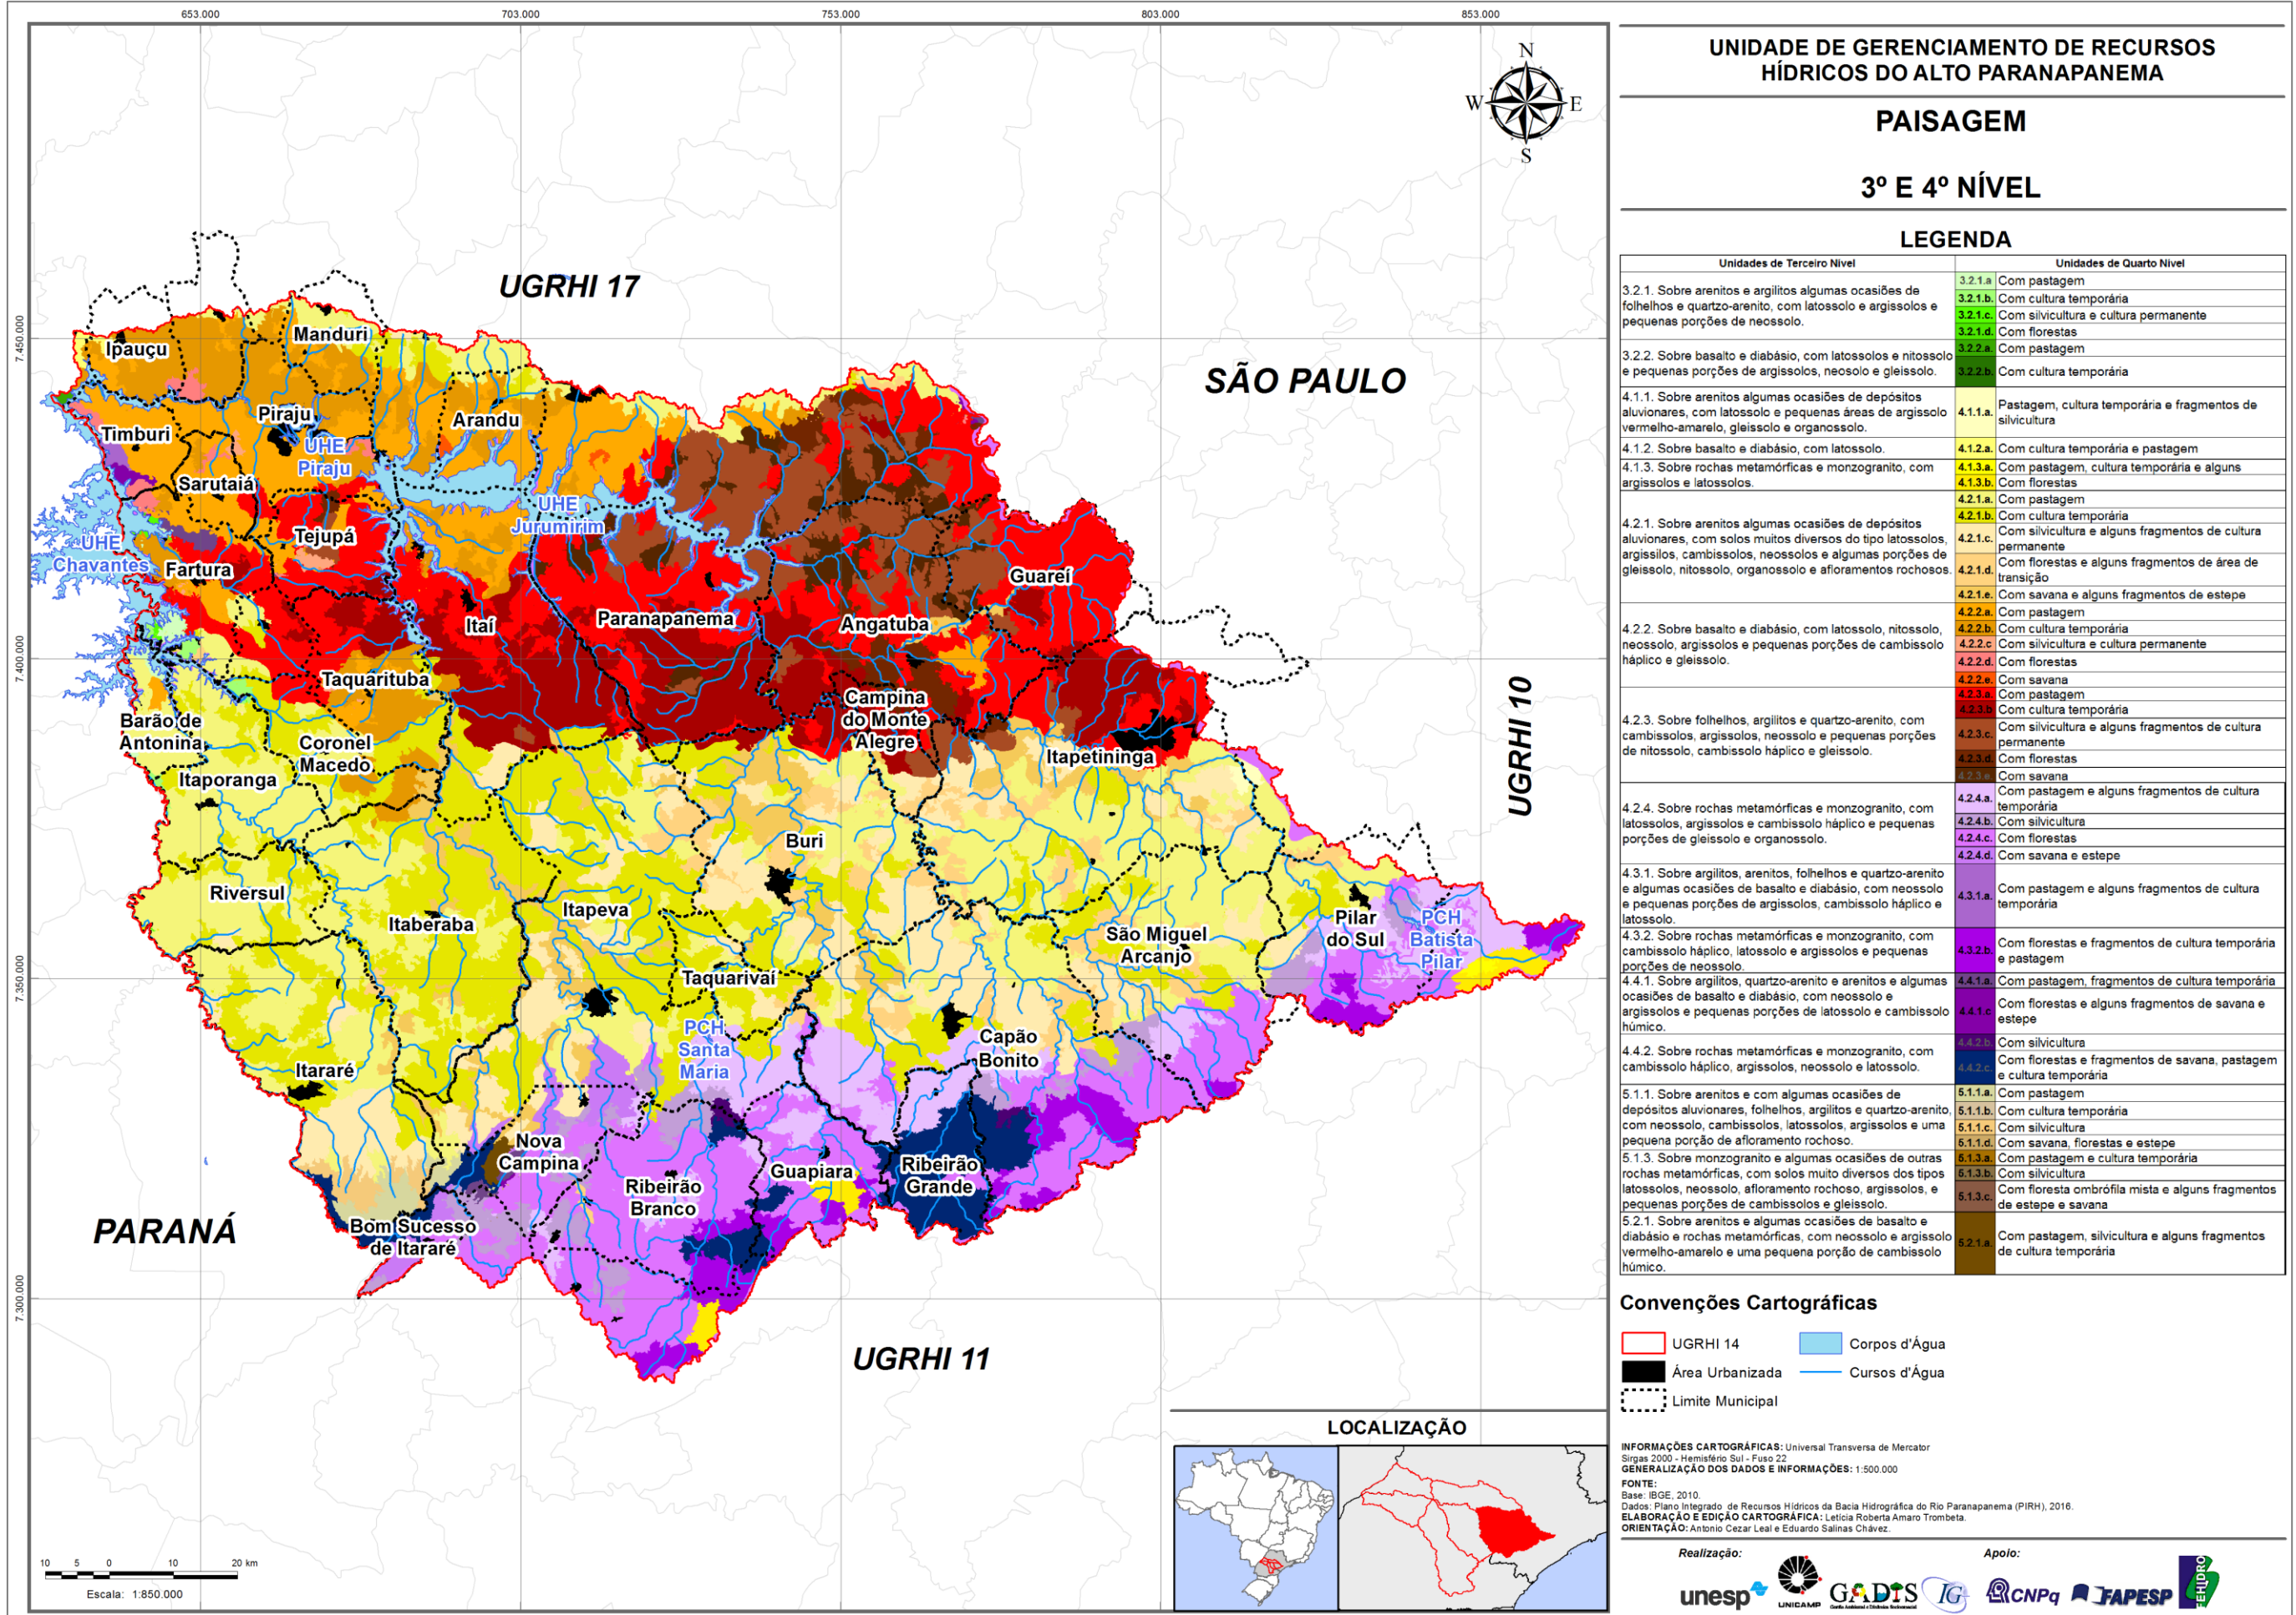 653.000
703.000
753.000
803.000
853.000
7.450.000
7.400.000
7.350.000
7.300.000
N
W
E
S
UGRHI 17
SÃO PAULO
UGRHI 10
UGRHI 11
PARANÁ
Ipauçu
Manduri
Timburi
Piraju
Arandu
UHE
Piraju
Sarutaiá
UHE
Jurumirim
Tejupá
UHE
Chavantes
Fartura
Guareí
Itaí
Paranapanema
Angatuba
Taquarituba
Campina
do Monte
Alegre
Barão de
Antonina
Coronel
Macedo
Itaporanga
Itapetininga
Buri
Riversul
Itapeva
Itaberaba
Pilar
do Sul
PCH
Batista
Pilar
São Miguel
Arcanjo
Taquarivaí
PCH
Santa
Maria
Capão
Bonito
Itararé
Nova
Campina
Guapiara
Ribeirão
Grande
Ribeirão
Branco
Bom Sucesso
de Itararé
10 5 0 10 20 km
Escala: 1:850.000
LOCALIZAÇÃO
UNIDADE DE GERENCIAMENTO DE RECURSOS
HÍDRICOS DO ALTO PARANAPANEMA
PAISAGEM
3º E 4º NÍVEL
LEGENDA
Unidades de Terceiro Nivel
Unidades de Quarto Nivel
3.2.1. Sobre arenitos e argilitos algumas ocasiões de
folhelhos e quartzo-arenito, com latossolo e argissolos e
pequenas porções de neossolo.
3.2.1.a Com pastagem
3.2.1.b. Com cultura temporária
3.2.1.c. Com silvicultura e cultura permanente
3.2.1.d. Com florestas
3.2.2. Sobre basalto e diabásio, com latossolos e nitossolo
e pequenas porções de argissolos, neosolo e gleissolo.
3.2.2.a. Com pastagem
3.2.2.b. Com cultura temporária
4.1.1. Sobre arenitos algumas ocasiões de depósitos
aluvionares, com latossolo e pequenas áreas de argissolo
vermelho-amarelo, gleissolo e organossolo.
4.1.1.a. Pastagem, cultura temporária e fragmentos de
silvicultura
4.1.2. Sobre basalto e diabásio, com latossolo.
4.1.2.a. Com cultura temporária e pastagem
4.1.3. Sobre rochas metamórficas e monzogranito, com
argissolos e latossolos.
4.1.3.a. Com pastagem, cultura temporária e alguns
4.1.3.b. Com florestas
4.2.1. Sobre arenitos algumas ocasiões de depósitos
aluvionares, com solos muitos diversos do tipo latossolos,
argissilos, cambissolos, neossolos e algumas porções de
gleissolo, nitossolo, organossolo e afloramentos rochosos.
4.2.1.a. Com pastagem
4.2.1.b. Com cultura temporária
4.2.1.c. Com silvicultura e alguns fragmentos de cultura
permanente
4.2.1.d. Com florestas e alguns fragmentos de área de
transição
4.2.1.e. Com savana e alguns fragmentos de estepe
4.2.2. Sobre basalto e diabásio, com latossolo, nitossolo,
neossolo, argissolos e pequenas porções de cambissolo
háplico e gleissolo.
4.2.2.a. Com pastagem
4.2.2.b. Com cultura temporária
4.2.2.c Com silvicultura e cultura permanente
4.2.2.d. Com florestas
4.2.2.e. Com savana
4.2.3. Sobre folhelhos, argilitos e quartzo-arenito, com
cambissolos, argissolos, neossolo e pequenas porções
de nitossolo, cambissolo háplico e gleissolo.
4.2.3.a. Com pastagem
4.2.3.b Com cultura temporária
4.2.3.c. Com silvicultura e alguns fragmentos de cultura
permanente
4.2.3.d. Com florestas
4.2.3.e. Com savana
4.2.4. Sobre rochas metamórficas e monzogranito, com
latossolos, argissolos e cambissolo háplico e pequenas
porções de gleissolo e organossolo.
4.2.4.a. Com pastagem e alguns fragmentos de cultura
temporária
4.2.4.b. Com silvicultura
4.2.4.c. Com florestas
4.2.4.d. Com savana e estepe
4.3.1. Sobre argilitos, arenitos, folhelhos e quartzo-arenito
e algumas ocasiões de basalto e diabásio, com neossolo
e pequenas porções de argissolos, cambissolo háplico e
latossolo.
4.3.1.a. Com pastagem e alguns fragmentos de cultura
temporária
4.3.2. Sobre rochas metamórficas e monzogranito, com
cambissolo háplico, latossolo e argissolos e pequenas
porções de neossolo.
4.3.2.b. Com florestas e fragmentos de cultura temporária
e pastagem
4.4.1. Sobre argilitos, quartzo-arenito e arenitos e algumas
ocasiões de basalto e diabásio, com neossolo e
argissolos e pequenas porções de latossolo e cambissolo
húmico.
4.4.1.a. Com pastagem, fragmentos de cultura temporária
4.4.1.c Com florestas e alguns fragmentos de savana e
estepe
4.4.2. Sobre rochas metamórficas e monzogranito, com
cambissolo háplico, argissolos, neossolo e latossolo.
4.4.2.b. Com silvicultura
4.4.2.c. Com florestas e fragmentos de savana, pastagem
e cultura temporária
5.1.1. Sobre arenitos e com algumas ocasiões de
depósitos aluvionares, folhelhos, argilitos e quartzo-arenito,
com neossolo, cambissolos, latossolos, argissolos e uma
pequena porção de afloramento rochoso.
5.1.1.a. Com pastagem
5.1.1.b. Com cultura temporária
5.1.1.c. Com silvicultura
5.1.1.d. Com savana, florestas e estepe
5.1.3. Sobre monzogranito e algumas ocasiões de outras
rochas metamórficas, com solos muito diversos dos tipos
latossolos, neossolo, afloramento rochoso, argissolos, e
pequenas porções de cambissolos e gleissolo.
5.1.3.a. Com pastagem e cultura temporária
5.1.3.b. Com silvicultura
5.1.3.c. Com floresta ombrófila mista e alguns fragmentos
de estepe e savana
5.2.1. Sobre arenitos e algumas ocasiões de basalto e
diabásio e rochas metamórficas, com neossolo e argissolo
vermelho-amarelo e uma pequena porção de cambissolo
húmico.
5.2.1.a. Com pastagem, silvicultura e alguns fragmentos
de cultura temporária
Convenções Cartográficas
UGRHI 14
Corpos d'Água
Área Urbanizada
Cursos d'Água
Limite Municipal
INFORMAÇÕES CARTOGRÁFICAS: Universal Transversa de Mercator
Sirgas 2000 - Hemisfério Sul - Fuso 22
GENERALIZAÇÃO DOS DADOS E INFORMAÇÕES: 1:500.000
FONTE:
Base: IBGE, 2010.
Dados: Plano Integrado de Recursos Hídricos da Bacia Hidrográfica do Rio Paranapanema (PIRH), 2016.
ELABORAÇÃO E EDIÇÃO CARTOGRÁFICA: Letícia Roberta Amaro Trombeta.
ORIENTAÇÃO: Antonio Cezar Leal e Eduardo Salinas Chávez.
Realização:
Apoio:
unesp
UNICAMP
GADIS
IG
CNPq
FAPESP
FEHIDRO